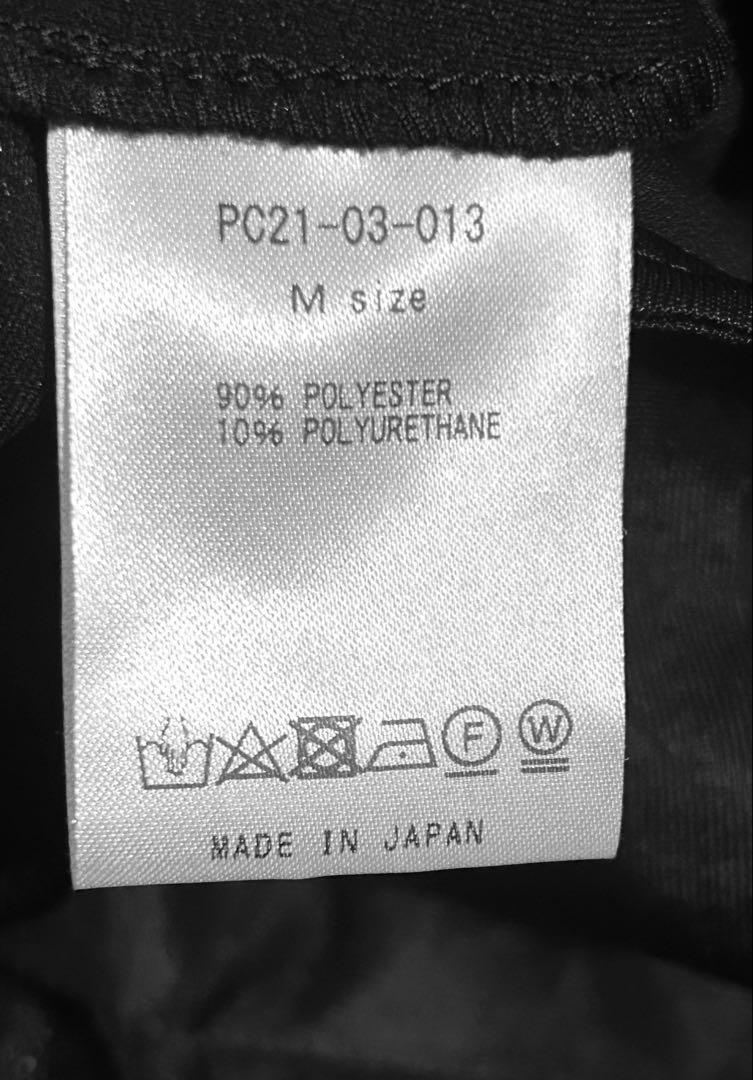 PC21-03-013
M size
90% POLYESTER
10% POLYURETHANE
F W
MADE IN JAPAN